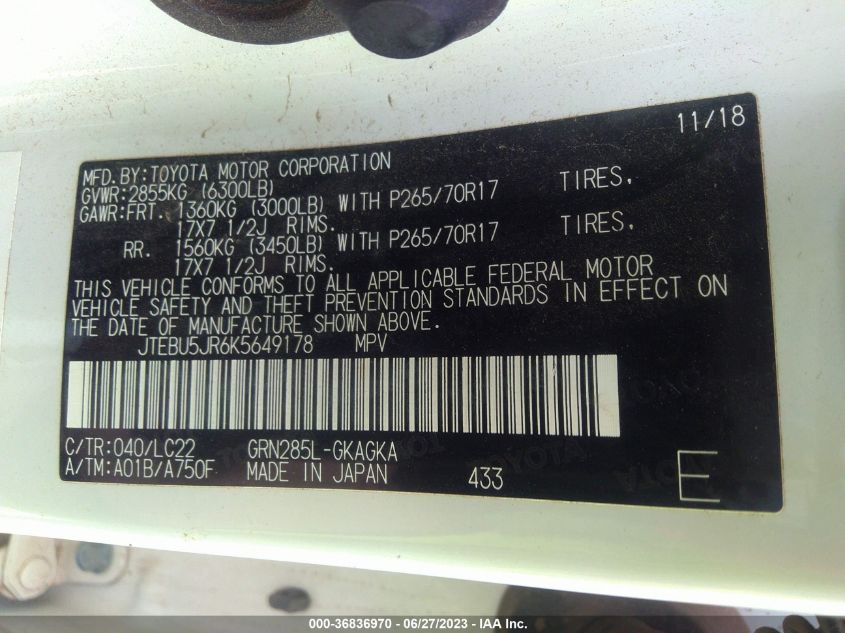 11/18
MFD. BY:TOYOTA MOTOR CORPORATION
GVWR:2855KG (6300LB)
GAWR:FRT. 1360KG (3000LB) WITH P265/70R17 TIRES,
17X7 1/2J RIMS.
RR. 1560KG (3450LB) WITH P265/70R17 TIRES,
17X7 1/2J RIMS.
THIS VEHICLE CONFORMS TO ALL APPLICABLE FEDERAL MOTOR
VEHICLE SAFETY AND THEFT PREVENTION STANDARDS IN EFFECT ON
THE DATE OF MANUFACTURE SHOWN ABOVE.
JTEBU5JR6K5649178 MPV
C/TR:040/LC22 GRN285L-GKAGKA
A/TM:A01B/A750F MADE IN JAPAN 433 E
000-36836970 - 06/27/2023 - IAA Inc.